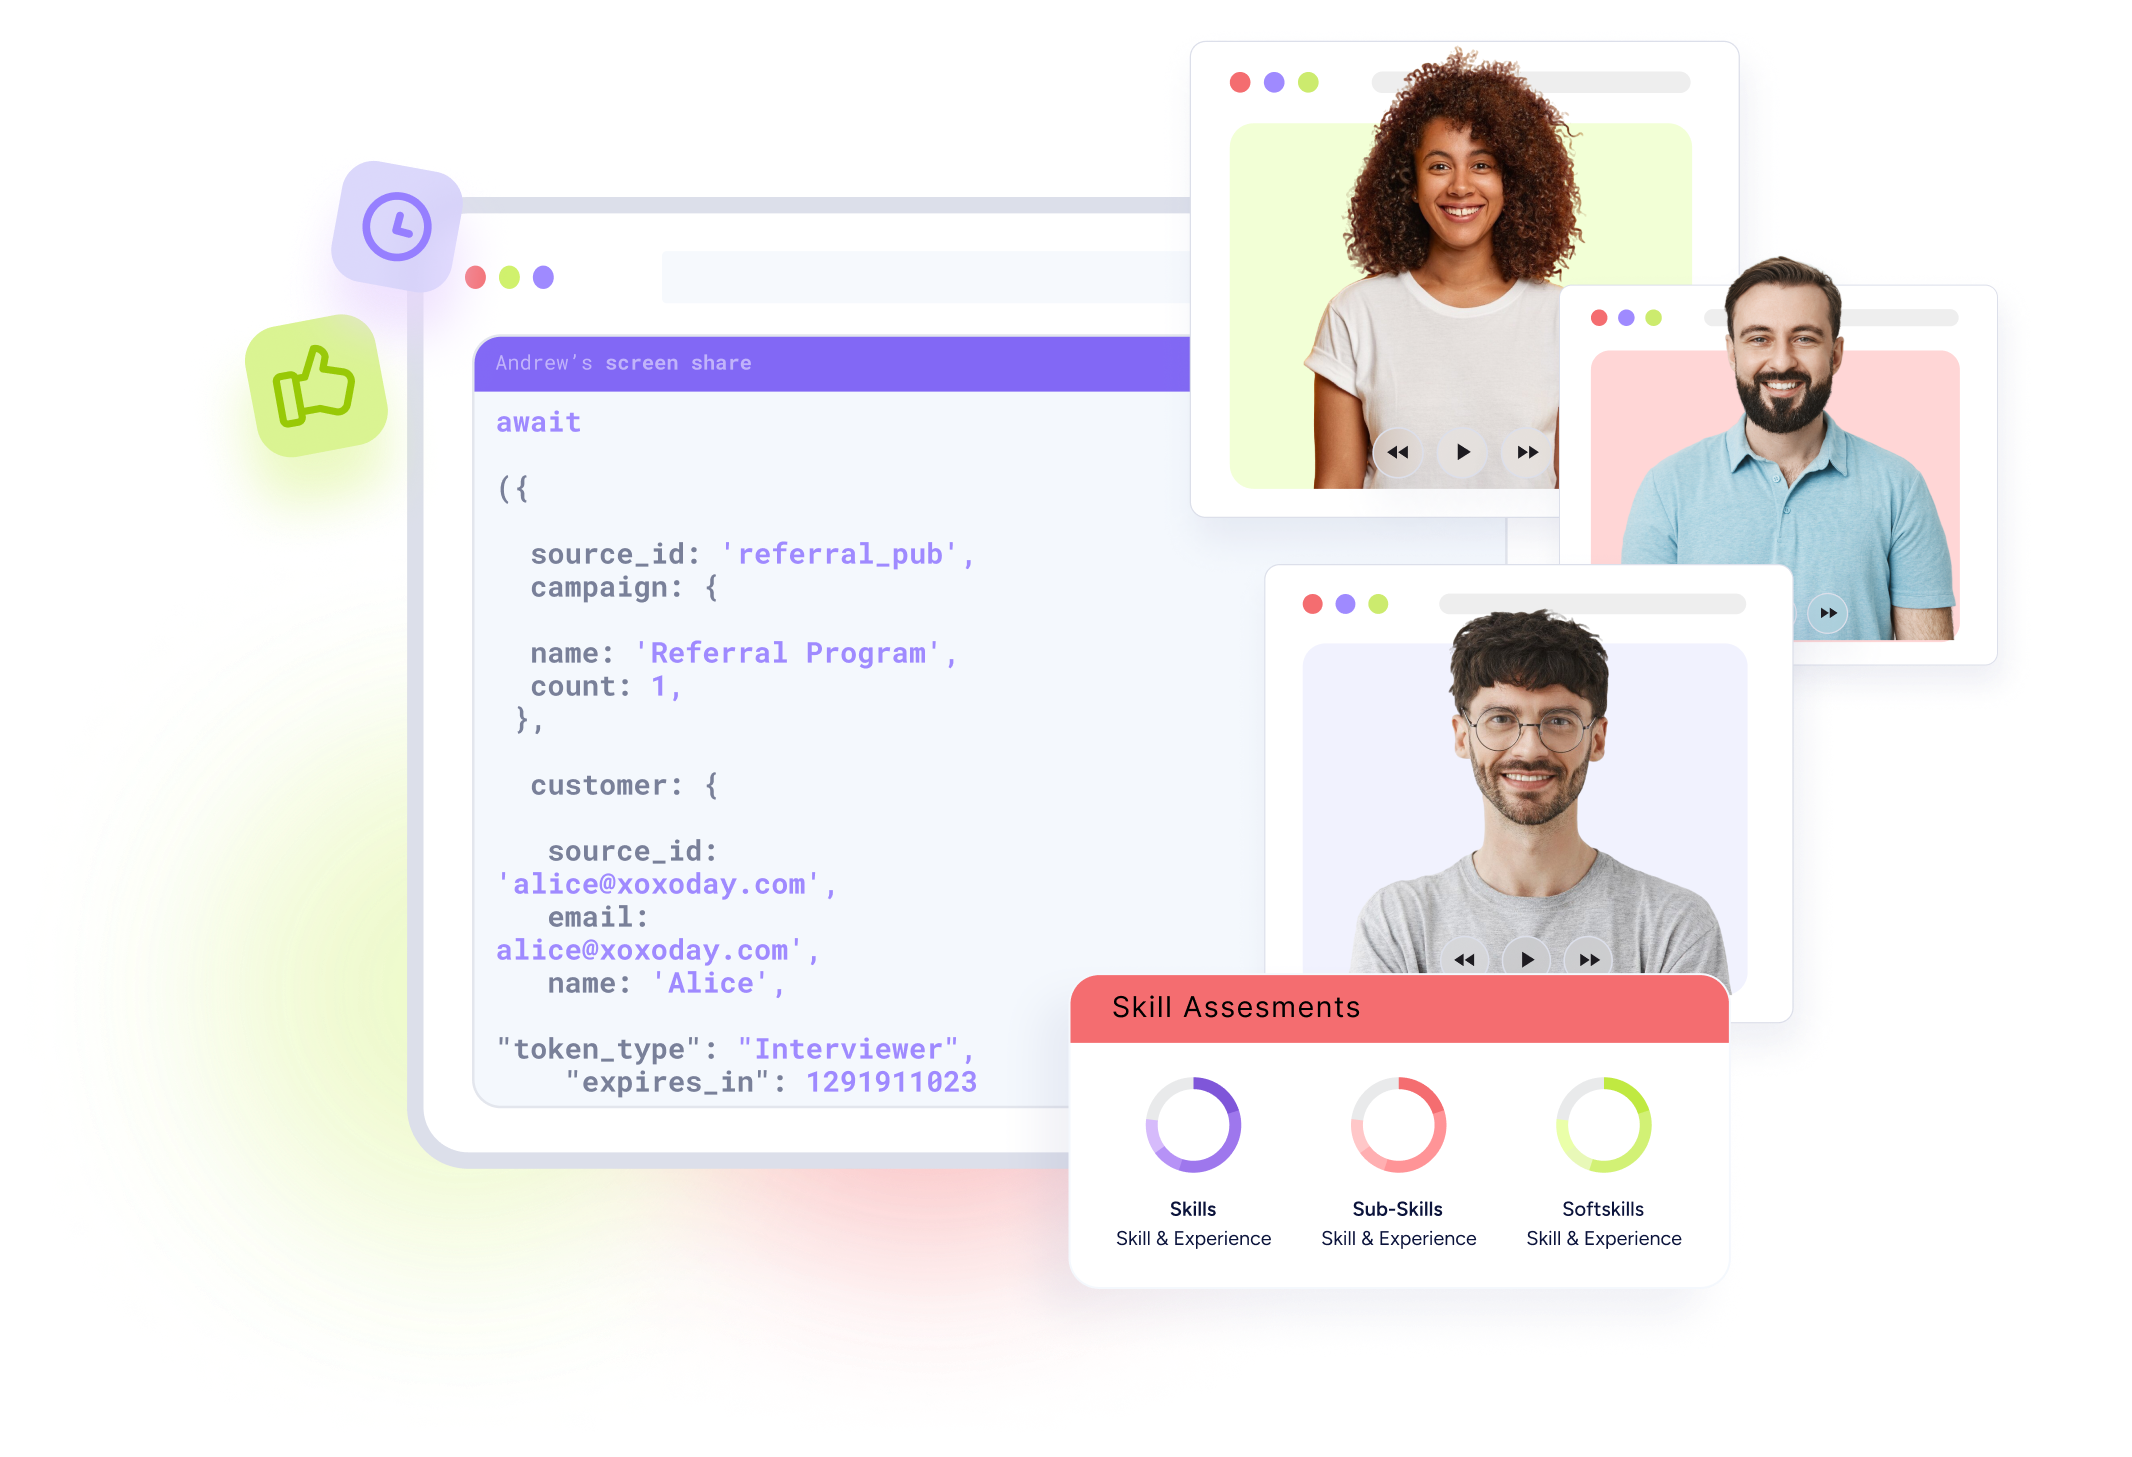 Andrew’s screen share
await
({
source_id: 'referral_pub',
campaign: {
name: 'Referral Program',
count: 1,
},
customer: {
source_id:
'alice@xoxoday.com',
email:
alice@xoxoday.com',
name: 'Alice',
"token_type": "Interviewer",
"expires_in": 1291911023
Skill Assesments
Skills
Skill & Experience
Sub-Skills
Skill & Experience
Softskills
Skill & Experience